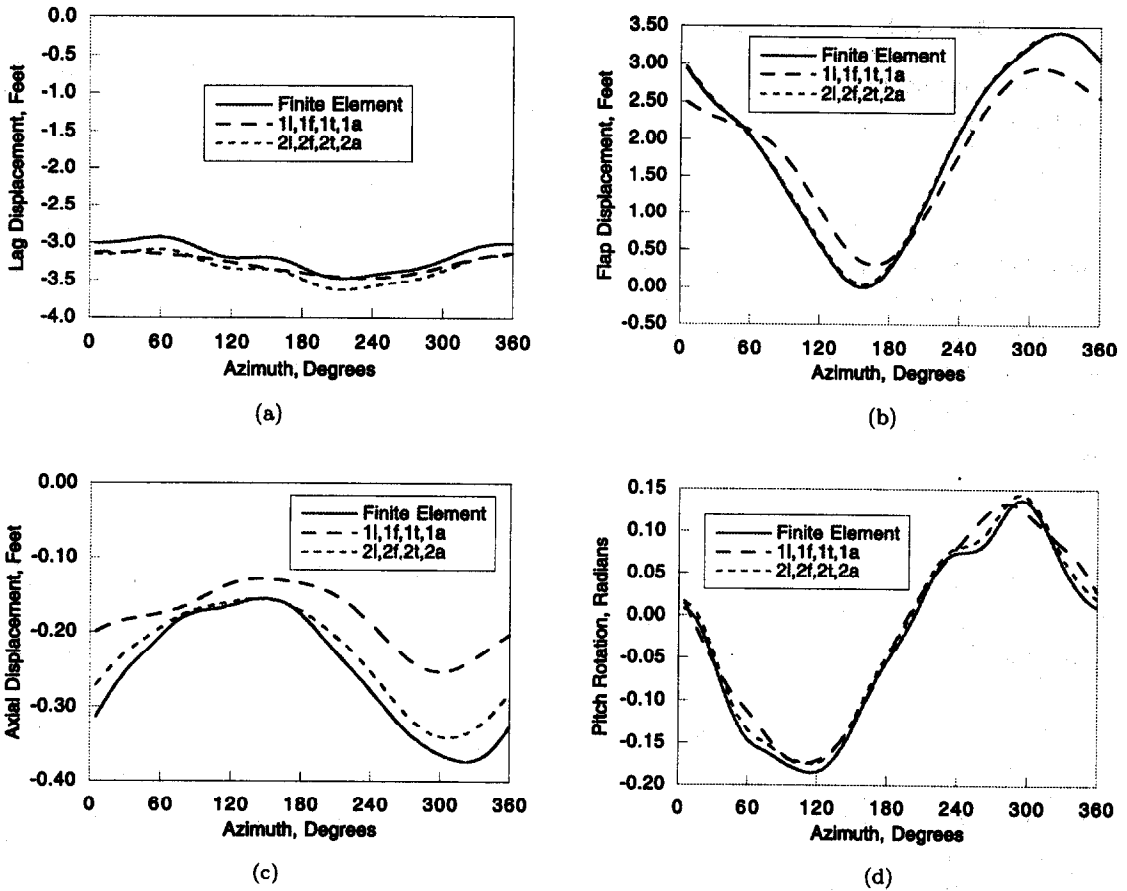 0.0
-0.5
-1.0
-1.5
-2.0
-2.5
-3.0
-3.5
-4.0
Lag Displacement, Feet
Finite Element
1l,1f,1t,1a
2l,2f,2t,2a
0 60 120 180 240 300 360
Azimuth, Degrees
(a)
3.50
3.00
2.50
2.00
1.50
1.00
0.50
0.00
-0.50
Flap Displacement, Feet
Finite Element
1l,1f,1t,1a
2l,2f,2t,2a
0 60 120 180 240 300 360
Azimuth, Degrees
(b)
0.00
-0.10
-0.20
-0.30
-0.40
Axial Displacement, Feet
Finite Element
1l,1f,1t,1a
2l,2f,2t,2a
0 60 120 180 240 300 360
Azimuth, Degrees
(c)
0.15
0.10
0.05
0.00
-0.05
-0.10
-0.15
-0.20
Pitch Rotation, Radians
Finite Element
1l,1f,1t,1a
2l,2f,2t,2a
0 60 120 180 240 300 360
Azimuth, Degrees
(d)